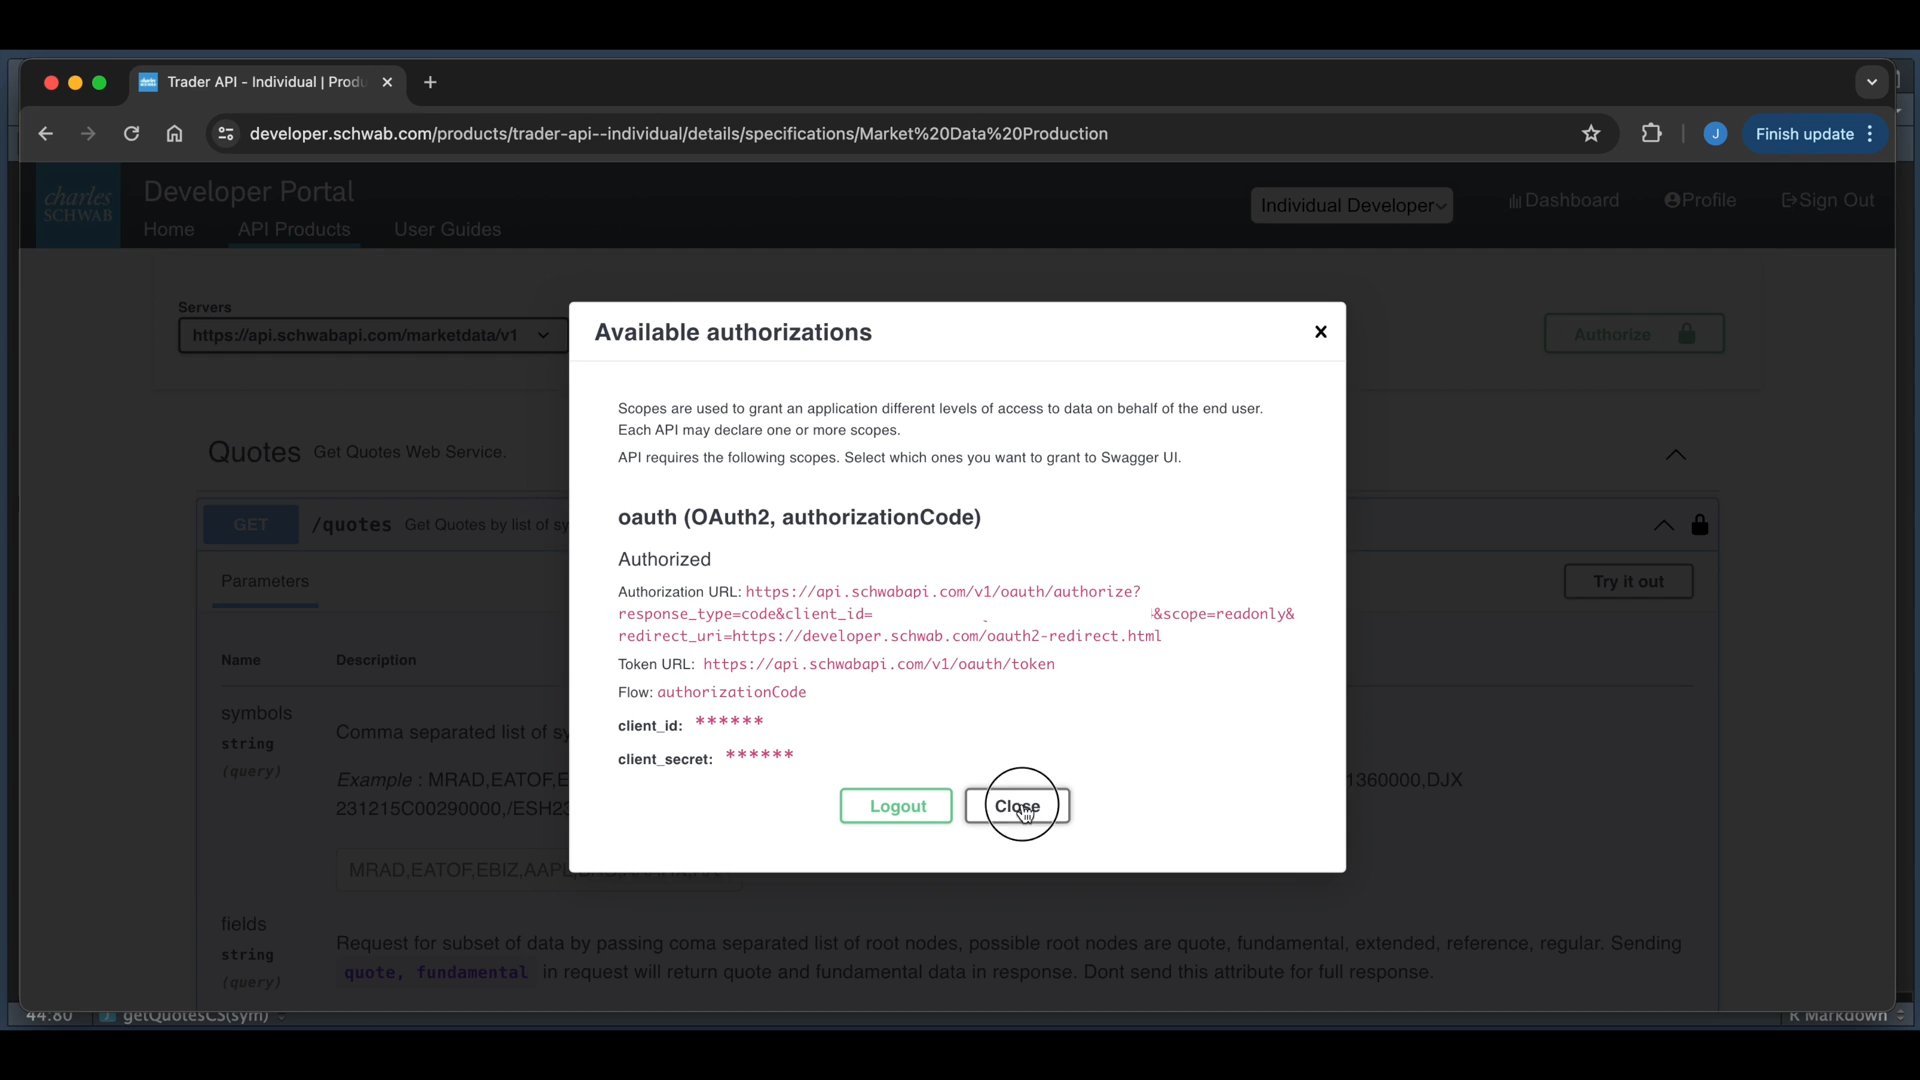 Trader API - Individual | Produ
developer.schwab.com/products/trader-api--individual/details/specifications/Market%20Data%20Production
J
Finish update
charles
SCHWAB
Developer Portal
Home
API Products
User Guides
Individual Developer
Dashboard
Profile
Sign Out
Servers
https://api.schwabapi.com/marketdata/v1
Authorize
Available authorizations
Scopes are used to grant an application different levels of access to data on behalf of the end user.
Each API may declare one or more scopes.
API requires the following scopes. Select which ones you want to grant to Swagger UI.
oauth (OAuth2, authorizationCode)
Authorized
Authorization URL: https://api.schwabapi.com/v1/oauth/authorize?
response_type=code&client_id= &scope=readonly&
redirect_uri=https://developer.schwab.com/oauth2-redirect.html
Token URL: https://api.schwabapi.com/v1/oauth/token
Flow: authorizationCode
client_id: ******
client_secret: ******
Logout
Close
Quotes Get Quotes Web Service.
GET /quotes Get Quotes by list of sy
Parameters
Try it out
Name Description
symbols
string
(query)
Comma separated list of sy
Example : MRAD,EATOF,E 1360000,DJX
231215C00290000,/ESH23
MRAD,EATOF,EBIZ,AAPL
fields
string
(query)
Request for subset of data by passing coma separated list of root nodes, possible root nodes are quote, fundamental, extended, reference, regular. Sending
quote, fundamental in request will return quote and fundamental data in response. Dont send this attribute for full response.
44:80
getQuotesCS(sym)
R Markdown